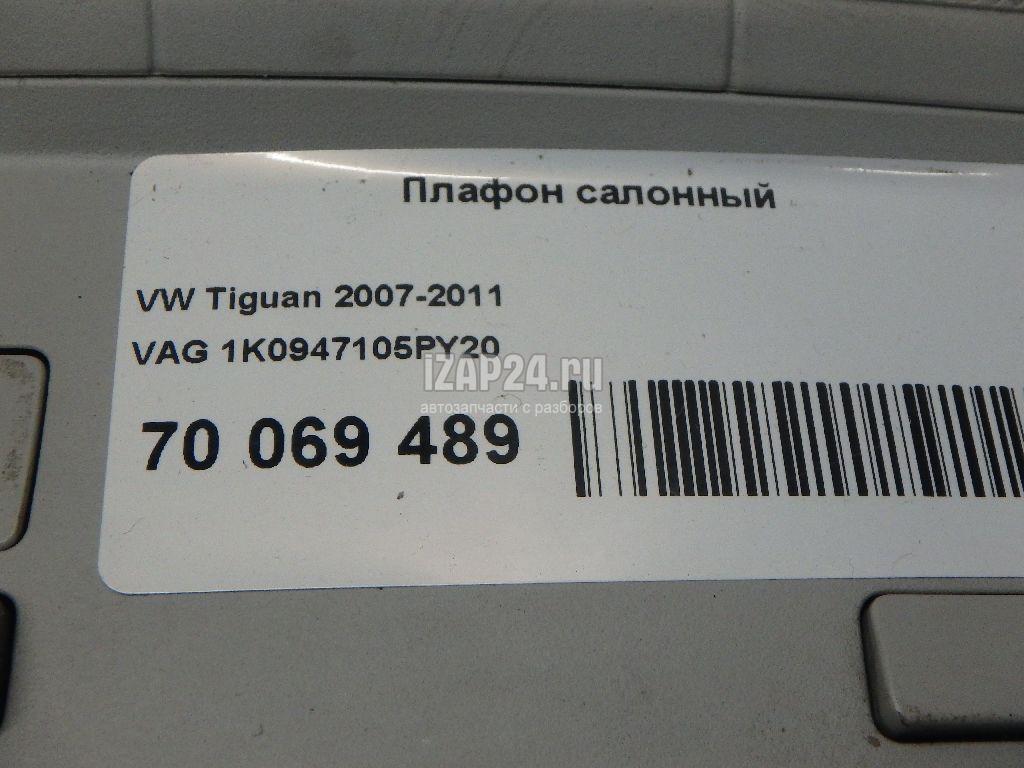 Плафон салонный
VW Tiguan 2007-2011
VAG 1K0947105PY20
iZAP24.ru
автозапчасти с разборов
70 069 489